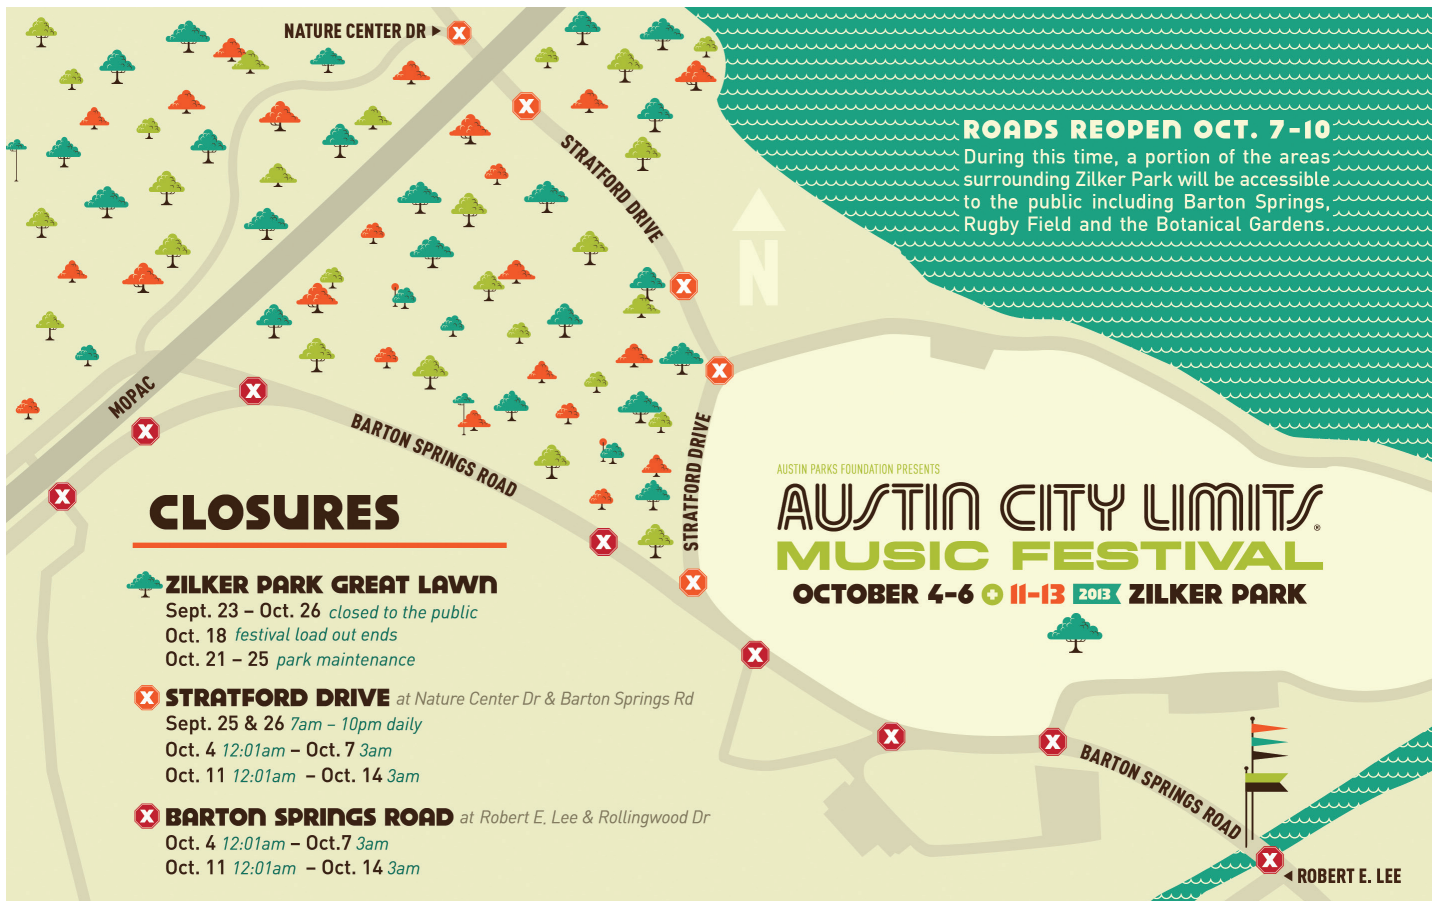 NATURE CENTER DR
X
X
STRATFORD DRIVE
X
X
ROADS REOPEN OCT. 7-10
During this time, a portion of the areas
surrounding Zilker Park will be accessible
to the public including Barton Springs,
Rugby Field and the Botanical Gardens.
N
MOPAC
X
X
X
BARTON SPRINGS ROAD
STRATFORD DRIVE
X
X
X
X
X
BARTON SPRINGS ROAD
X
ROBERT E. LEE
AUSTIN PARKS FOUNDATION PRESENTS
AUSTIN CITY LIMITS®
MUSIC FESTIVAL
OCTOBER 4-6 + 11-13 2013 ZILKER PARK
CLOSURES
ZILKER PARK GREAT LAWN
Sept. 23 – Oct. 26 closed to the public
Oct. 18 festival load out ends
Oct. 21 – 25 park maintenance
X STRATFORD DRIVE at Nature Center Dr & Barton Springs Rd
Sept. 25 & 26 7am – 10pm daily
Oct. 4 12:01am – Oct. 7 3am
Oct. 11 12:01am – Oct. 14 3am
X BARTON SPRINGS ROAD at Robert E. Lee & Rollingwood Dr
Oct. 4 12:01am – Oct.7 3am
Oct. 11 12:01am – Oct. 14 3am